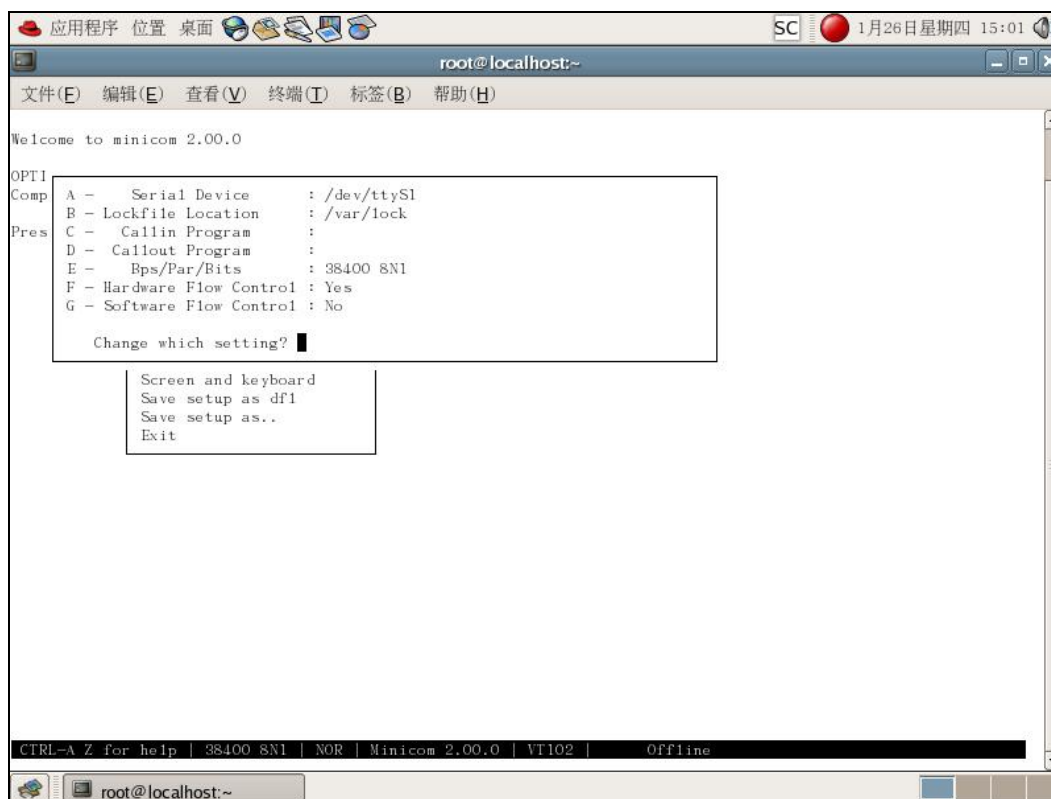 应用程序 位置 桌面 SC 1月26日星期四 15:01
root@localhost:~
文件(F) 编辑(E) 查看(V) 终端(T) 标签(B) 帮助(H)
Welcome to minicom 2.00.0
OPTI
Comp A - Serial Device : /dev/ttyS1
B - Lockfile Location : /var/lock
Pres C - Callin Program :
D - Callout Program :
E - Bps/Par/Bits : 38400 8N1
F - Hardware Flow Control : Yes
G - Software Flow Control : No
Change which setting?
Screen and keyboard
Save setup as df1
Save setup as..
Exit
CTRL-A Z for help | 38400 8N1 | NOR | Minicom 2.00.0 | VT102 | Offline
root@localhost:~